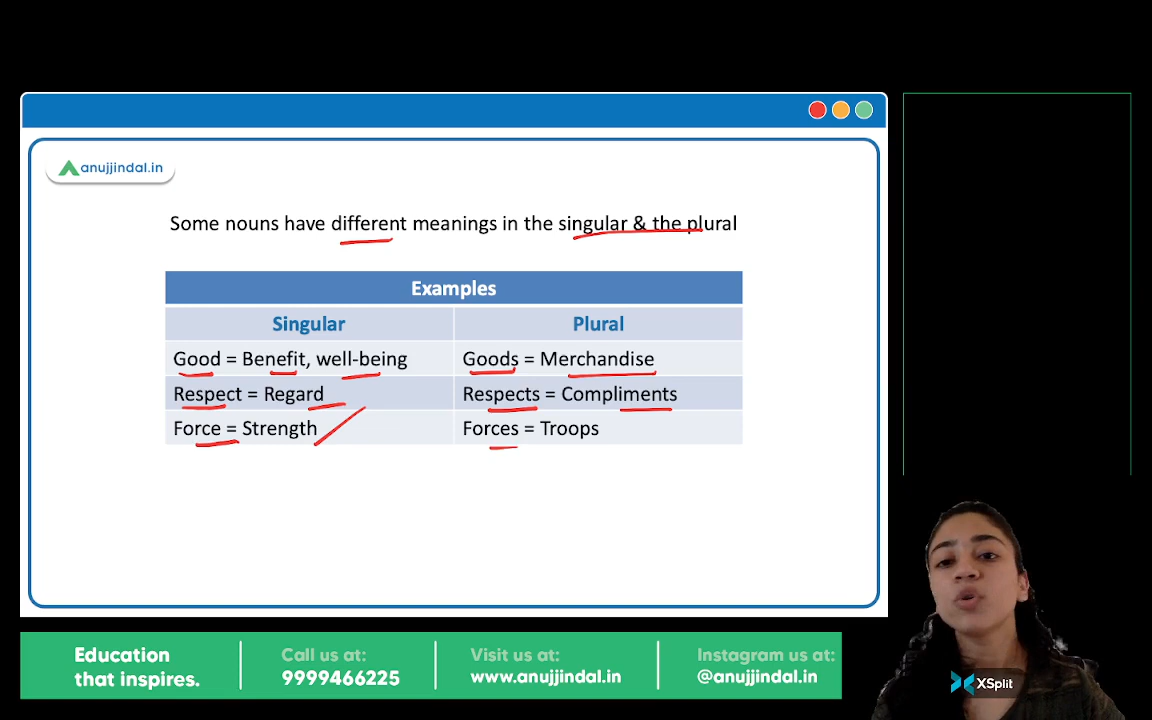 anujjindal.in
Some nouns have different meanings in the singular & the plural
Examples
Singular Plural
Good = Benefit, well-being Goods = Merchandise
Respect = Regard Respects = Compliments
Force = Strength Forces = Troops
Education
that inspires.
Call us at:
9999466225
Visit us at:
www.anujjindal.in
Instagram us at:
@anujjindal.in
XSplit